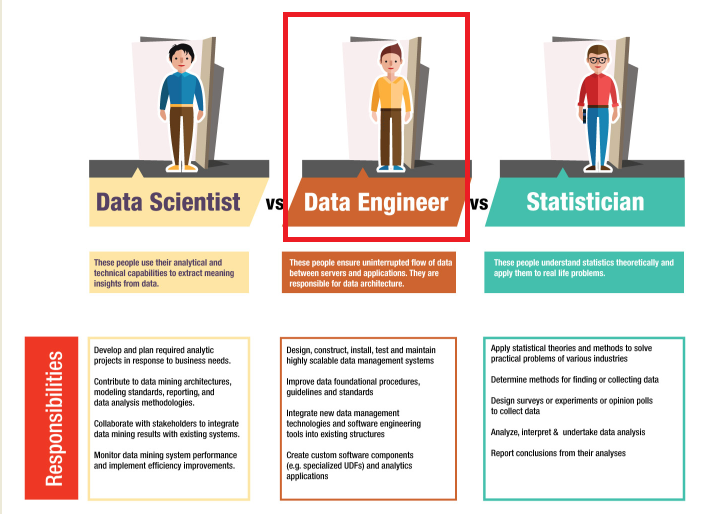 Data Scientist
vs
Data Engineer
vs
Statistician
These people use their analytical and
technical capabilities to extract meaning
insights from data.
These people ensure uninterrupted flow of data
between servers and applications. They are
responsible for data architecture.
These people understand statistics theoretically and
apply them to real life problems.
Responsibilities
Develop and plan required analytic
projects in response to business needs.
Contribute to data mining architectures,
modeling standards, reporting, and
data analysis methodologies.
Collaborate with stakeholders to integrate
data mining results with existing systems.
Monitor data mining system performance
and implement efficiency improvements.
Design, construct, install, test and maintain
highly scalable data management systems
Improve data foundational procedures,
guidelines and standards
Integrate new data management
technologies and software engineering
tools into existing structures
Create custom software components
(e.g. specialized UDFs) and analytics
applications
Apply statistical theories and methods to solve
practical problems of various industries
Determine methods for finding or collecting data
Design surveys or experiments or opinion polls
to collect data
Analyze, interpret & undertake data analysis
Report conclusions from their analyses